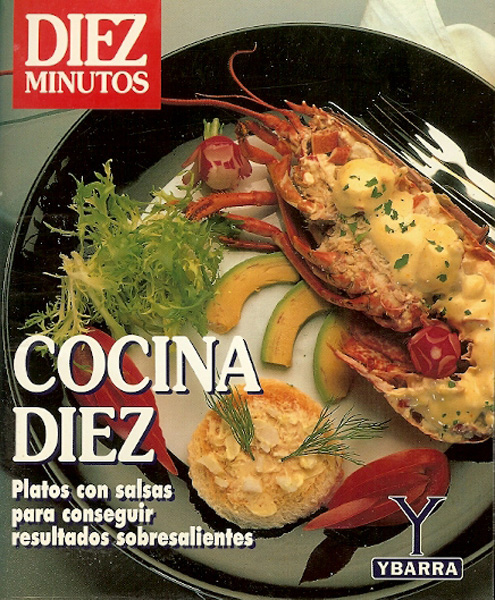 DIEZ
MINUTOS
COCINA
DIEZ
Platos con salsas
para conseguir
resultados sobresalientes
Y
YBARRA